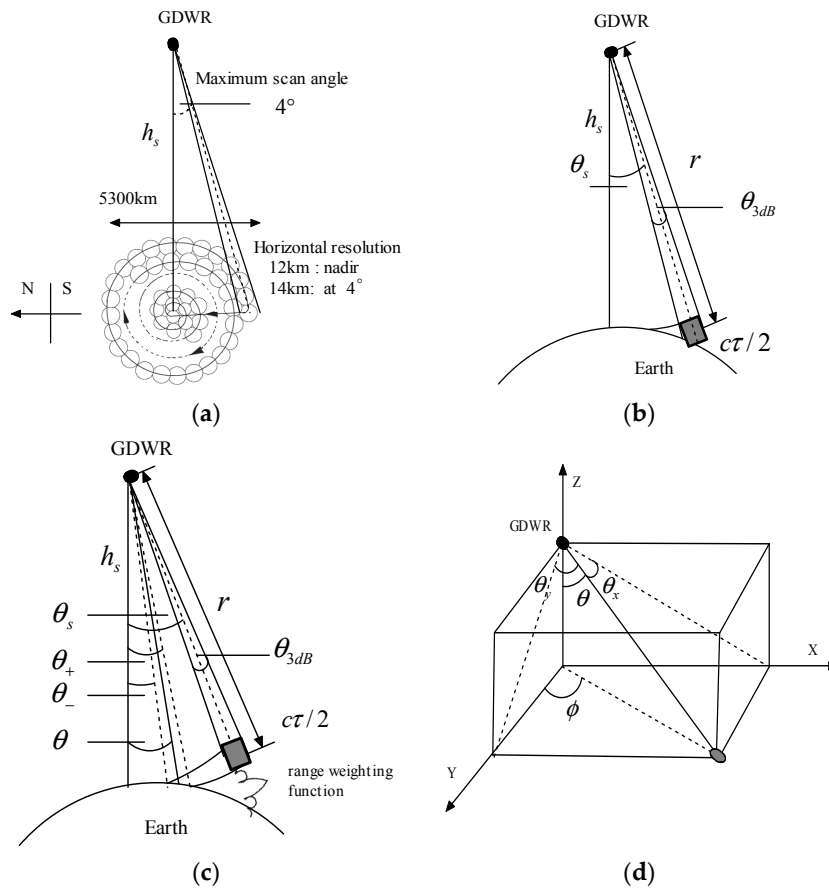 GDWR
Maximum scan angle
4°
h_s
5300km
Horizontal resolution
12km : nadir
14km: at 4°
N S
(a)
GDWR
h_s
r
θ_s
θ_3dB
cτ/2
Earth
(b)
GDWR
h_s
r
θ_s
θ_3dB
θ_+
θ_-
cτ/2
θ
range weighting
function
Earth
(c)
Z
GDWR
θ_y
θ
θ_x
X
φ
Y
(d)